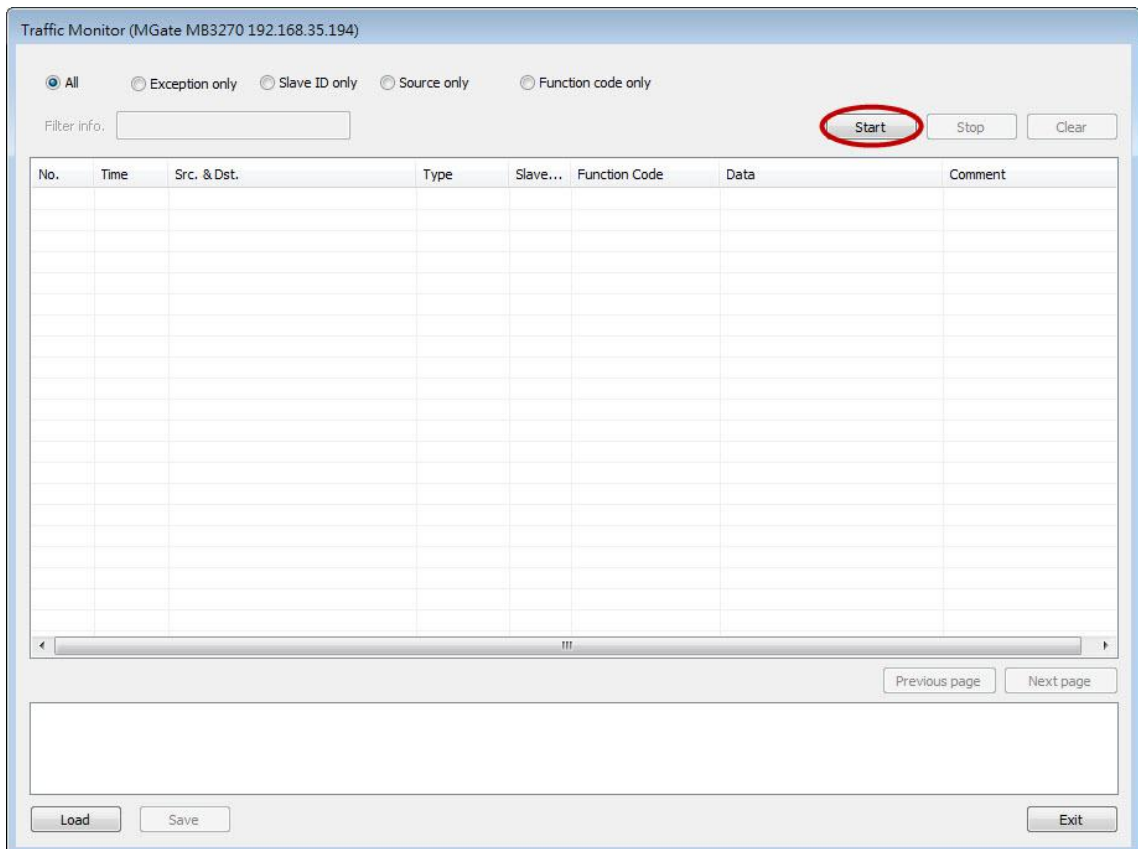 Traffic Monitor (MGate MB3270 192.168.35.194)
All Exception only Slave ID only Source only Function code only
Filter info. Start Stop Clear
No. Time Src. & Dst. Type Slave... Function Code Data Comment
Previous page Next page
Load Save Exit